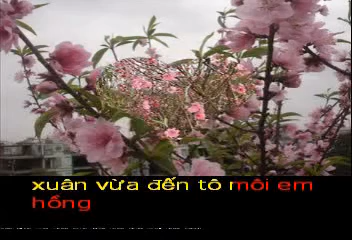 xuân vừa đến tô môi em
hồng